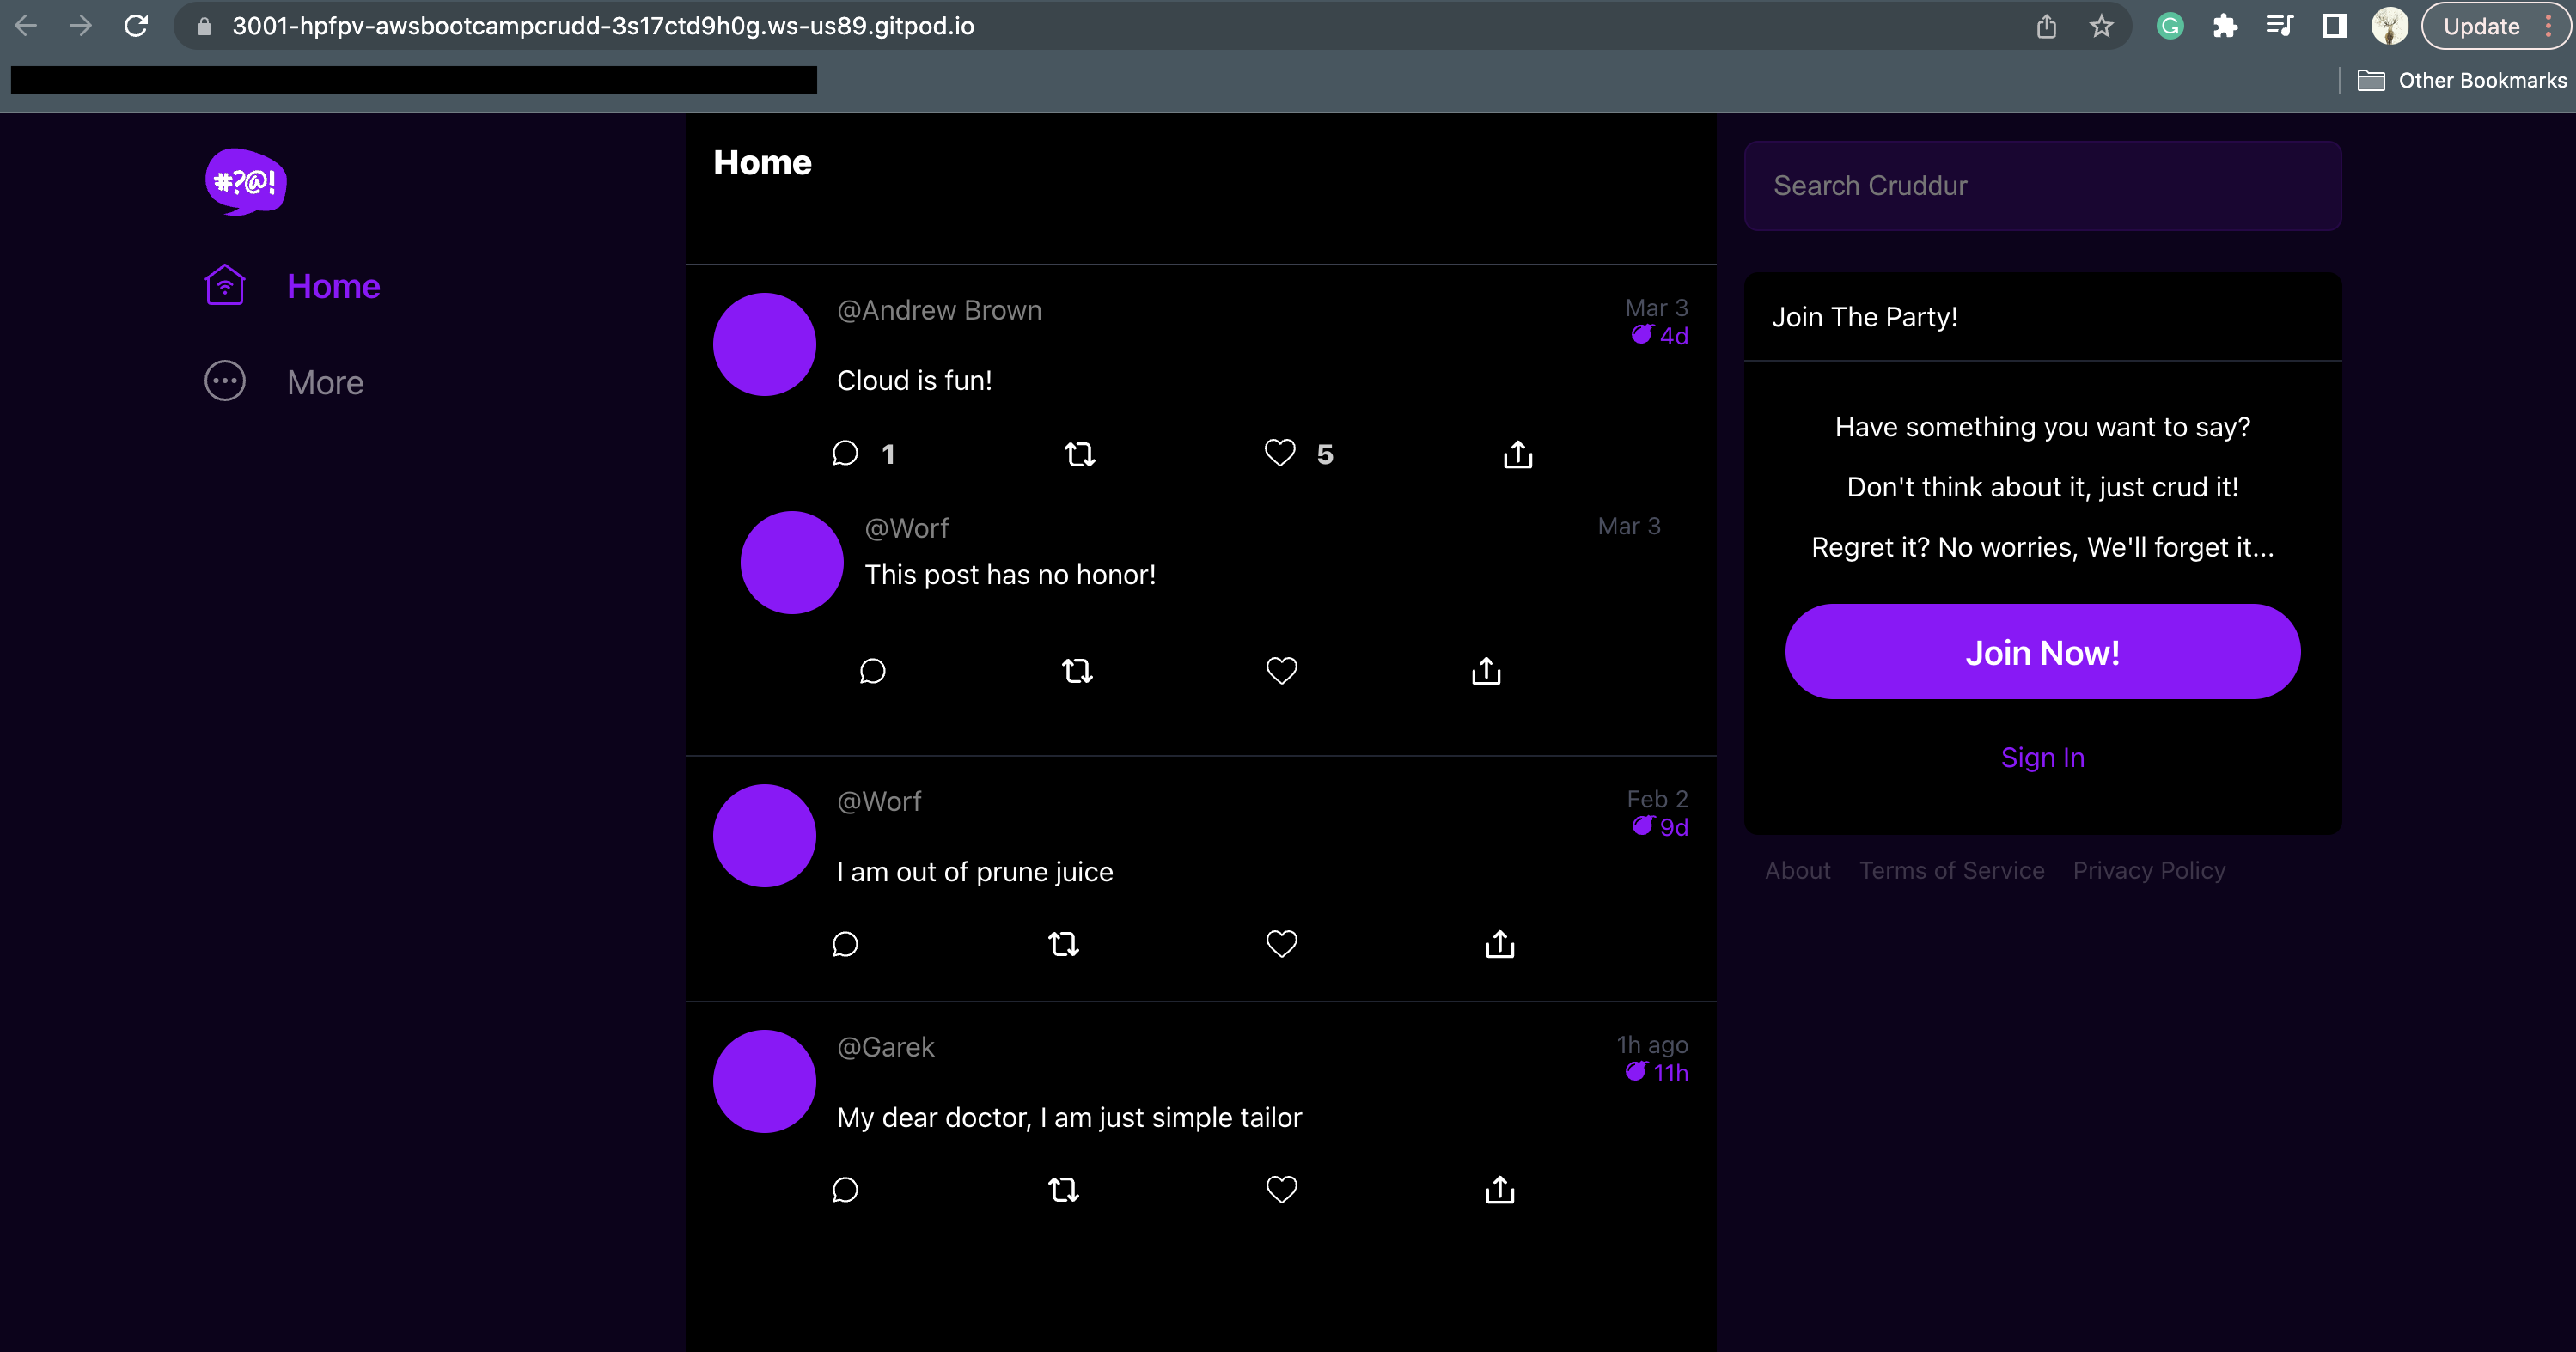 3001-hpfpv-awsbootcampcrudd-3s17ctd9h0g.ws-us89.gitpod.io
Update
Other Bookmarks
#?@!
Home
More
Home
@Andrew Brown
Mar 3
4d
Cloud is fun!
1
5
@Worf
Mar 3
This post has no honor!
@Worf
Feb 2
9d
I am out of prune juice
@Garek
1h ago
11h
My dear doctor, I am just simple tailor
Search Cruddur
Join The Party!
Have something you want to say?
Don't think about it, just crud it!
Regret it? No worries, We'll forget it...
Join Now!
Sign In
About Terms of Service Privacy Policy